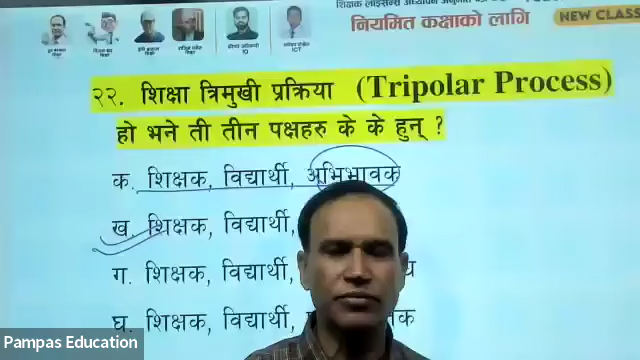 नियमित कक्षाको लागि
NEW CLASS
२२. शिक्षा त्रिमुखी प्रक्रिया (Tripolar Process)
हो भने ती तीन पक्षहरु के के हुन् ?
क. शिक्षक, विद्यार्थी, अभिभावक
ख. शिक्षक, विद्यार्थी,
ग. शिक्षक, विद्यार्थी,
घ. शिक्षक, विद्यार्थी,
Pampas Education